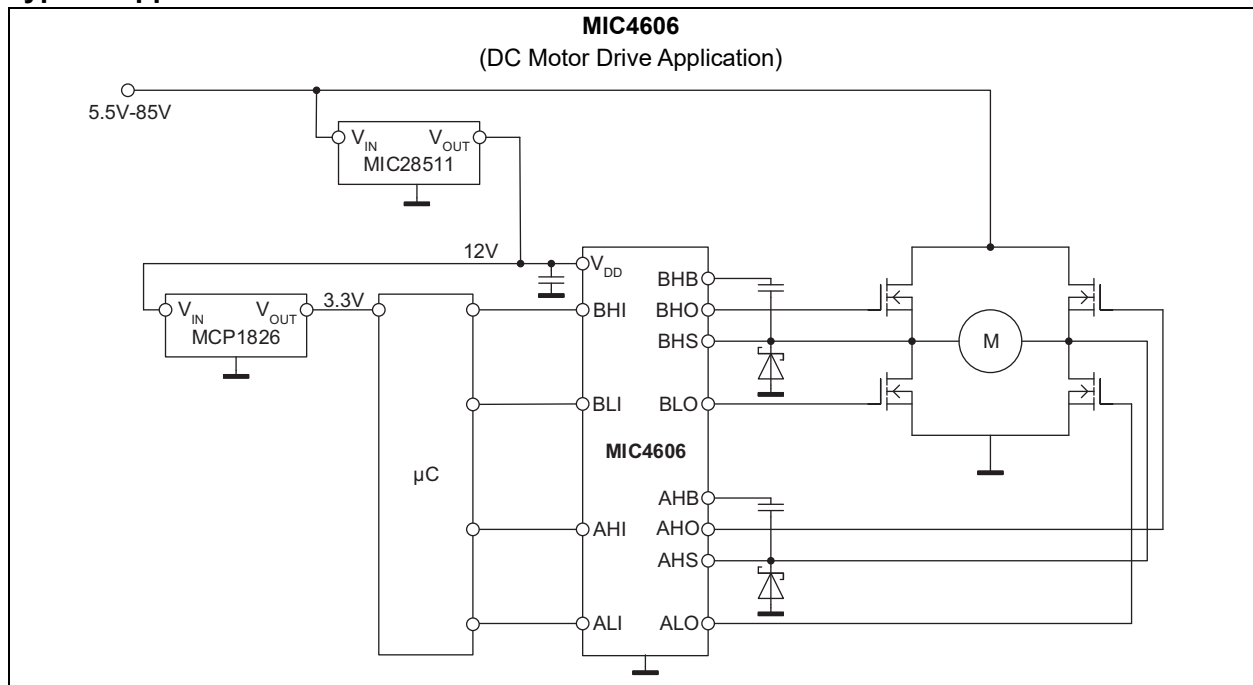 MIC4606
(DC Motor Drive Application)
5.5V-85V
VIN VOUT
MIC28511
12V
VDD
VIN VOUT
MCP1826
3.3V
µC
BHI
BLI
AHI
ALI
MIC4606
BHB
BHO
BHS
BLO
AHB
AHO
AHS
ALO
M